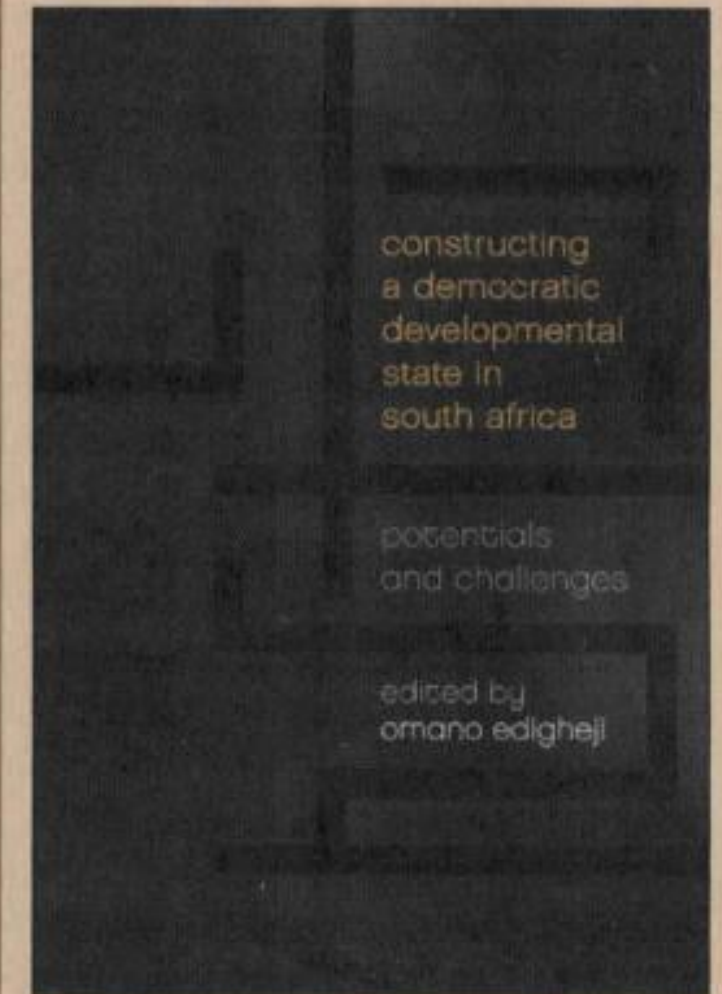 constructing
a democratic
developmental
state in
south africa
potentials
and challenges
edited by
omano edigheji